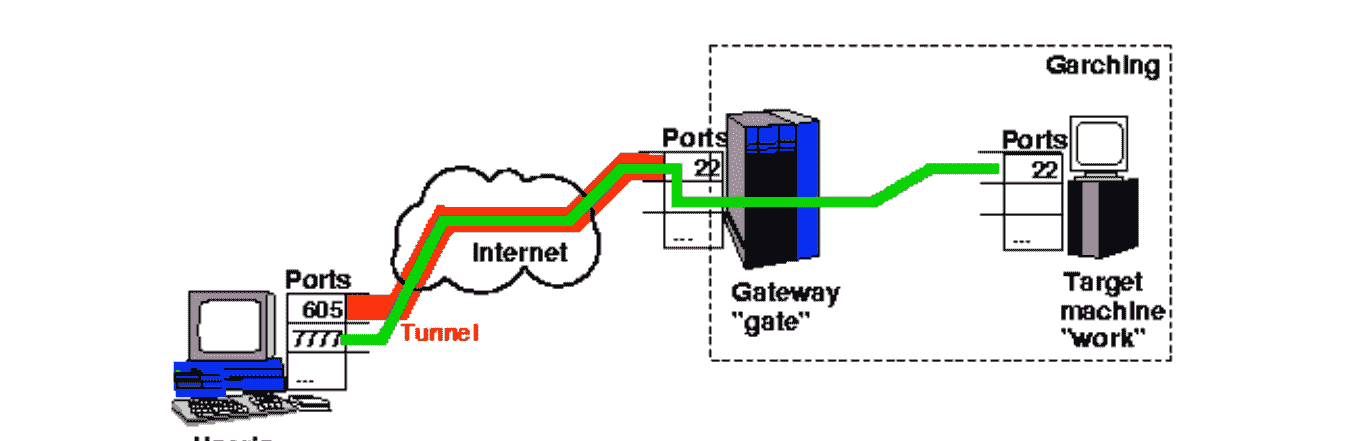 Garching
Ports
22
...
Ports
22
...
Internet
Gateway
"gate"
Target
machine
"work"
Ports
605
7777
...
Tunnel